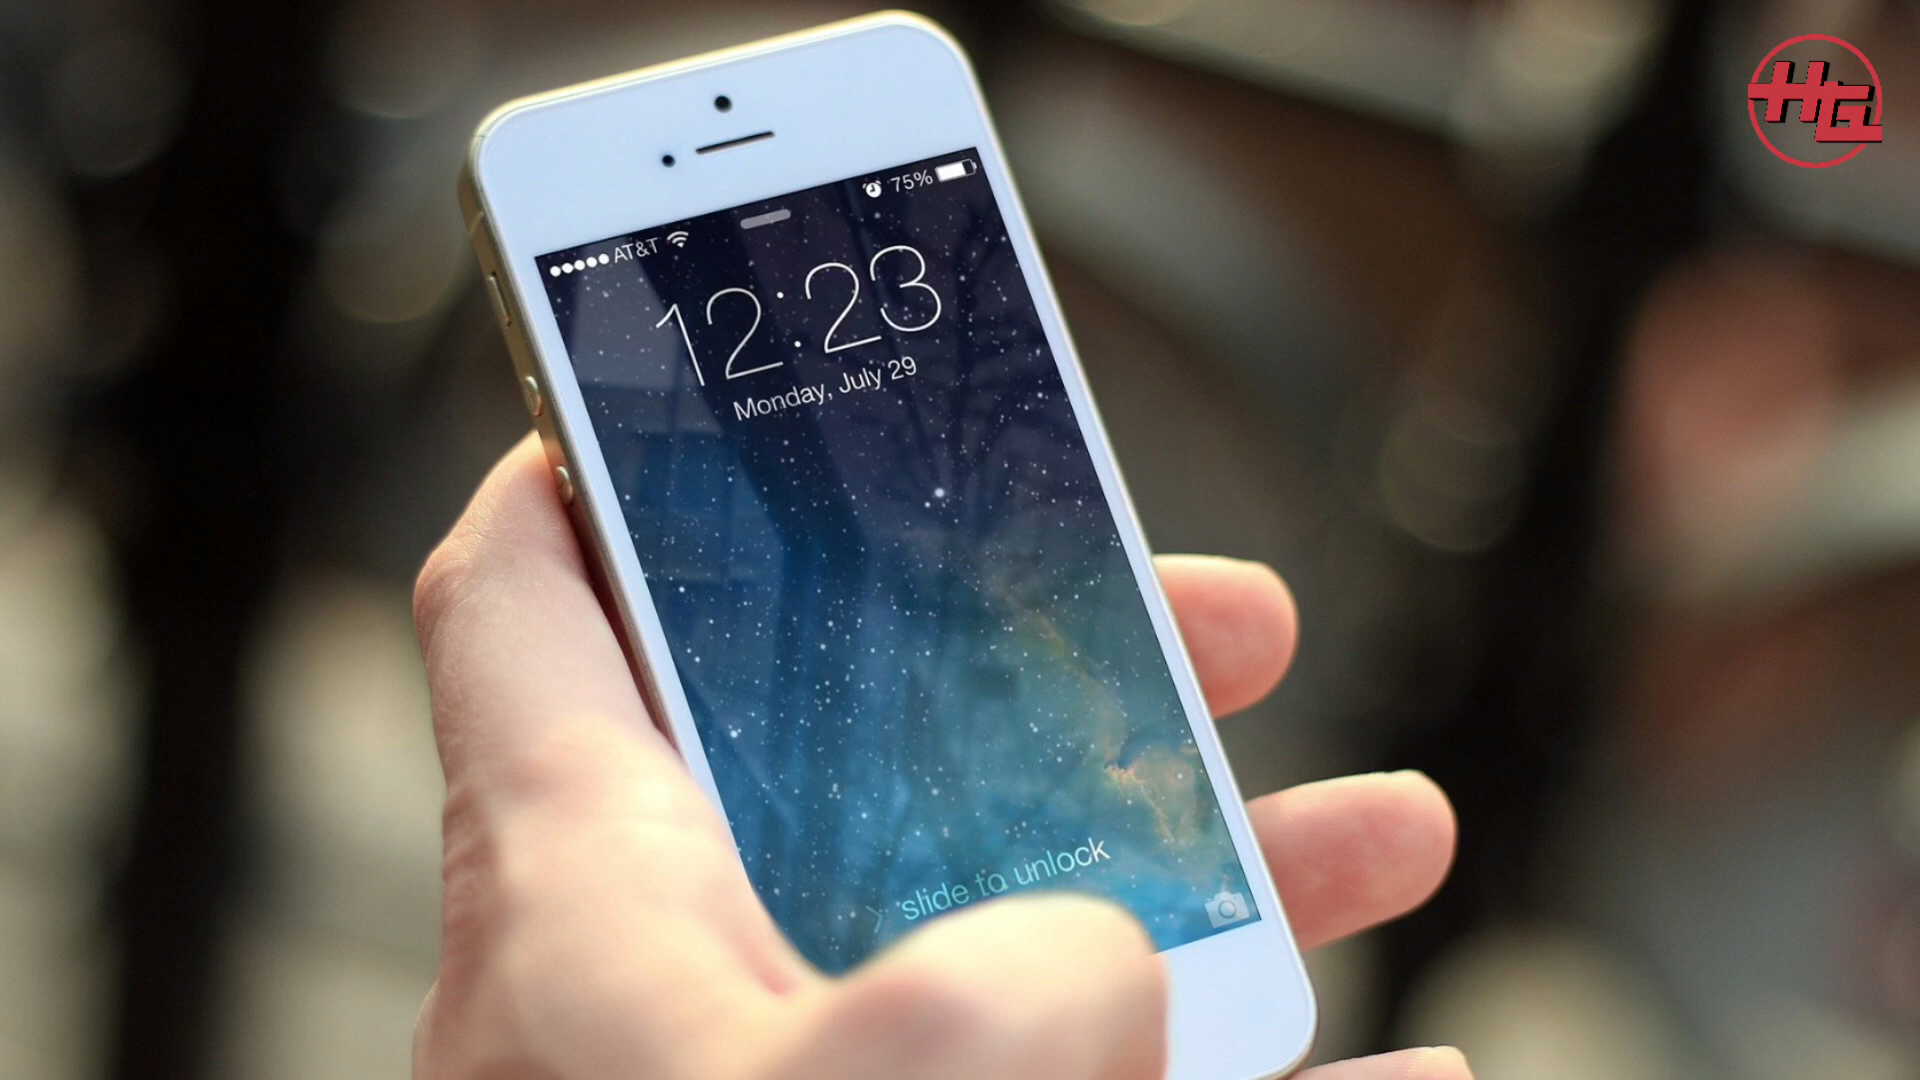 HG
75%
AT&T
12:23
Monday, July 29
> slide to unlock